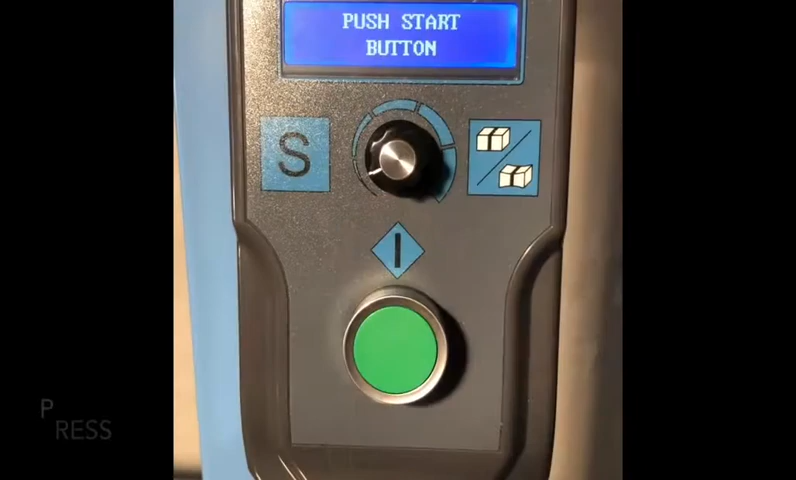 PUSH START
BUTTON
S
I
P
RESS